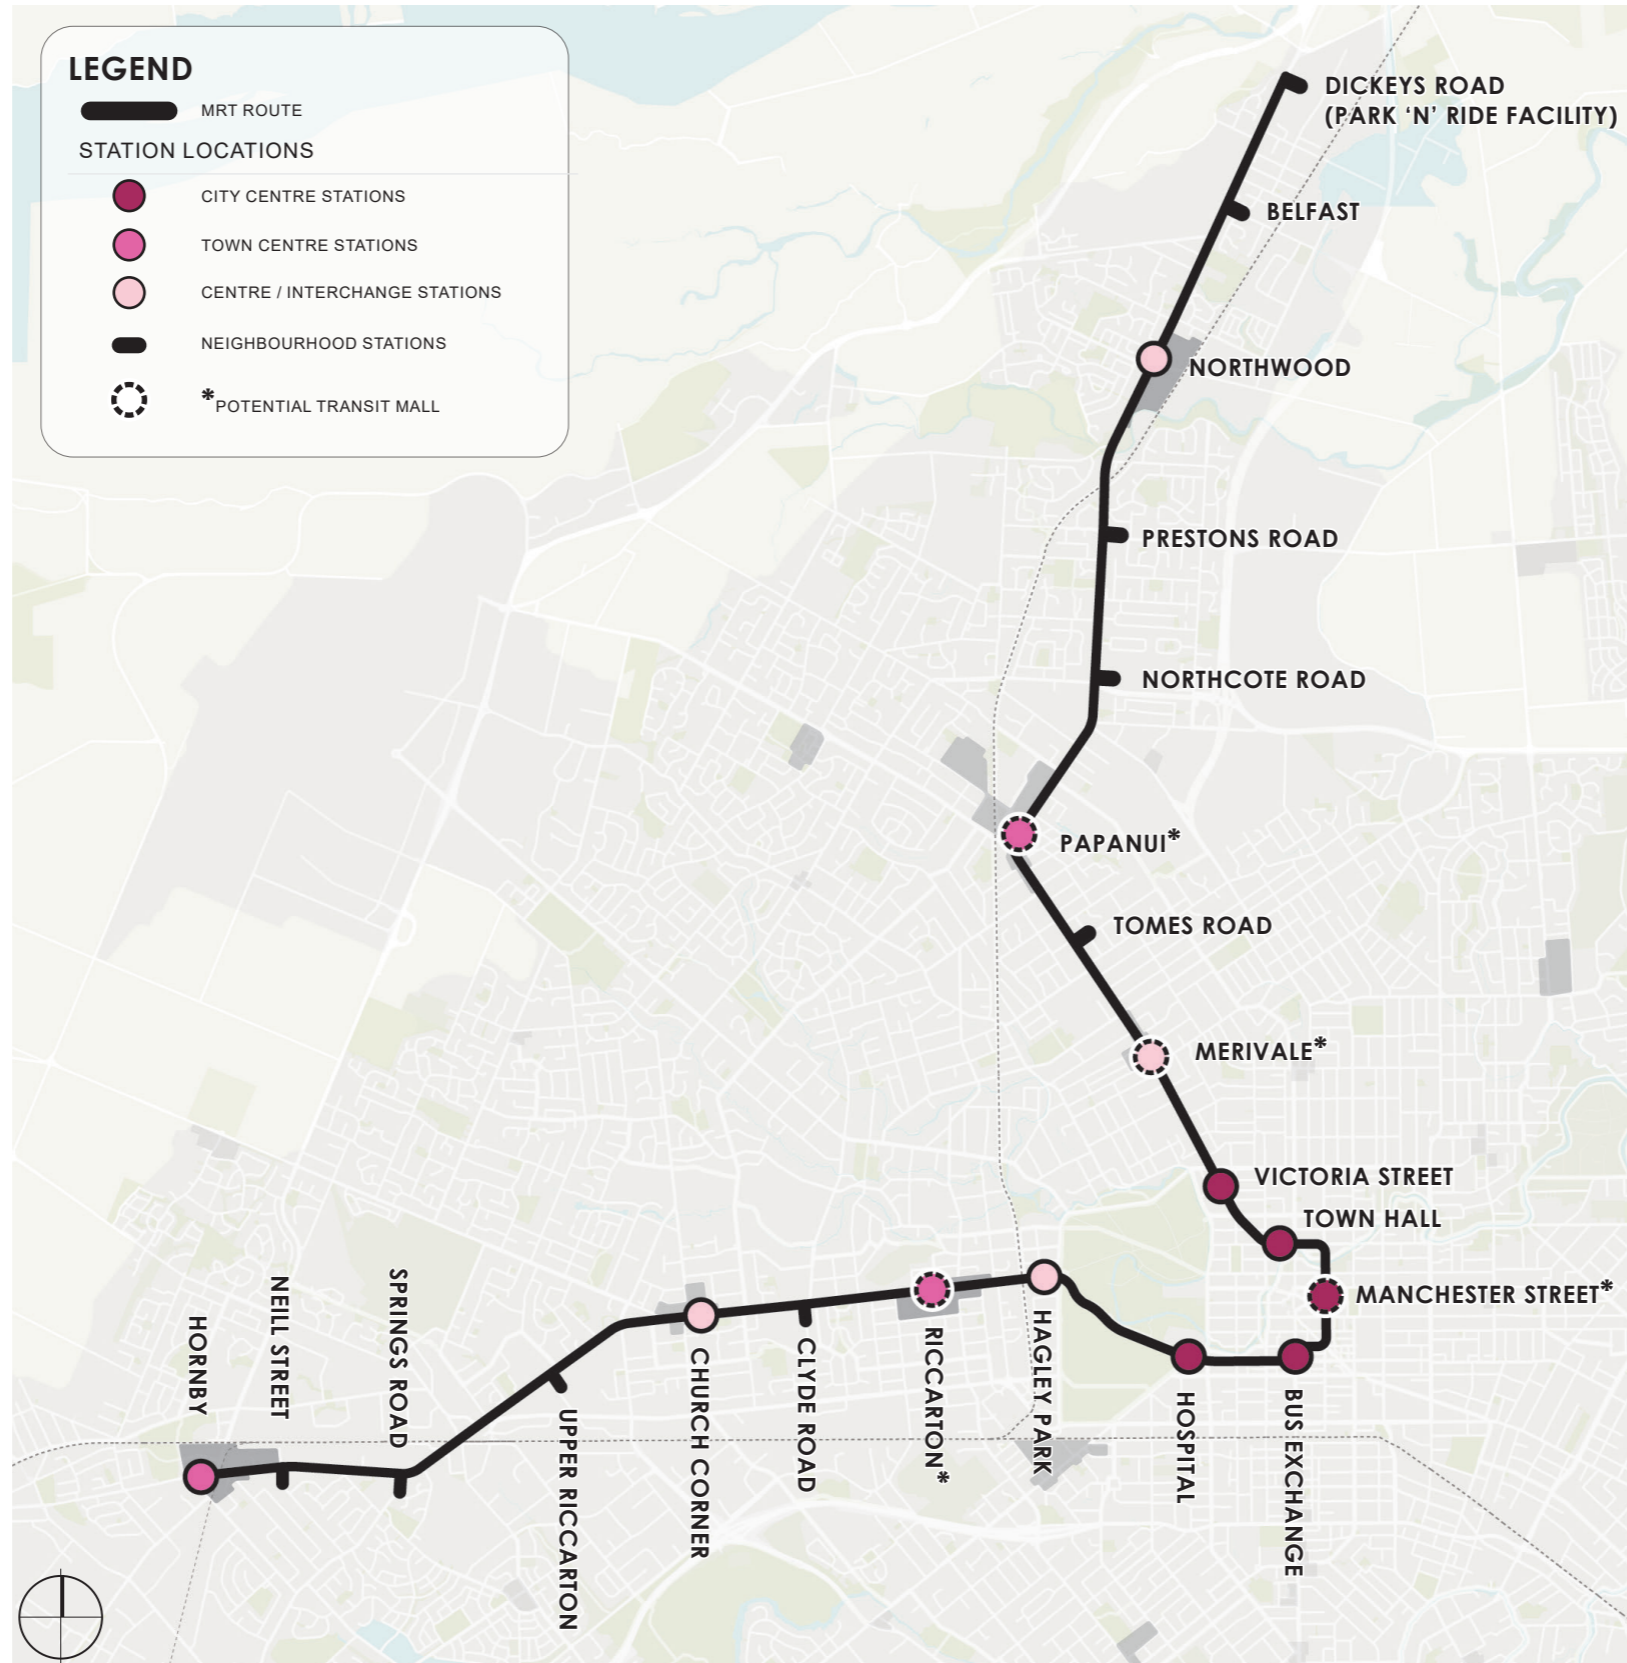 LEGEND
MRT ROUTE
STATION LOCATIONS
CITY CENTRE STATIONS
TOWN CENTRE STATIONS
CENTRE / INTERCHANGE STATIONS
NEIGHBOURHOOD STATIONS
*POTENTIAL TRANSIT MALL
DICKEYS ROAD
(PARK ‘N’ RIDE FACILITY)
BELFAST
NORTHWOOD
PRESTONS ROAD
NORTHCOTE ROAD
PAPANUI*
TOMES ROAD
MERIVALE*
VICTORIA STREET
TOWN HALL
MANCHESTER STREET*
BUS EXCHANGE
HOSPITAL
HAGLEY PARK
RICCARTON*
CLYDE ROAD
CHURCH CORNER
UPPER RICCARTON
SPRINGS ROAD
NEILL STREET
HORNBY